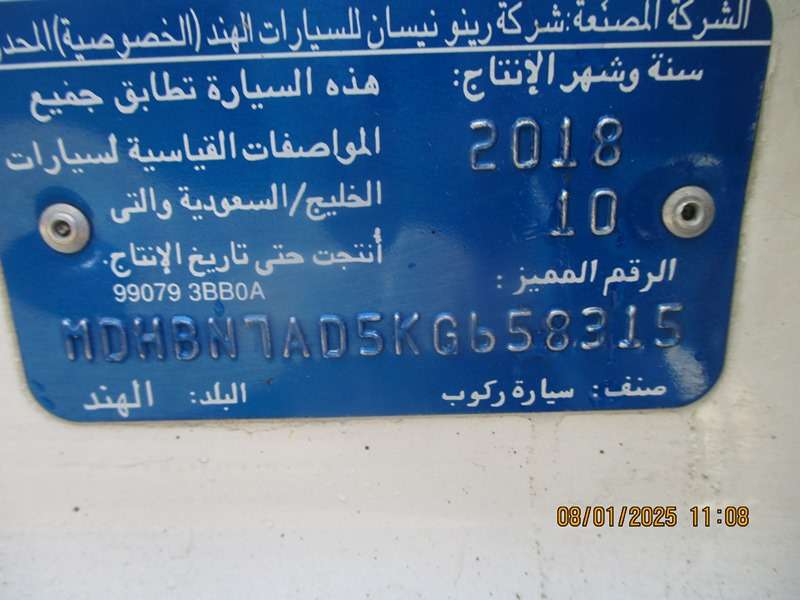 الشركة المصنعة: شركة رينو نيسان للسيارات الهند (الخصوصية)
سنة وشهر الإنتاج:
2018
10
هذه السيارة تطابق جميع
المواصفات القياسية لسيارات
الخليج/السعودية والتى
أنتجت حتى تاريخ الإنتاج.
99079 3BB0A
الرقم المميز:
MDHBN7AD5KG658315
صنف: سيارة ركوب
البلد: الهند
08/01/2025 11:08